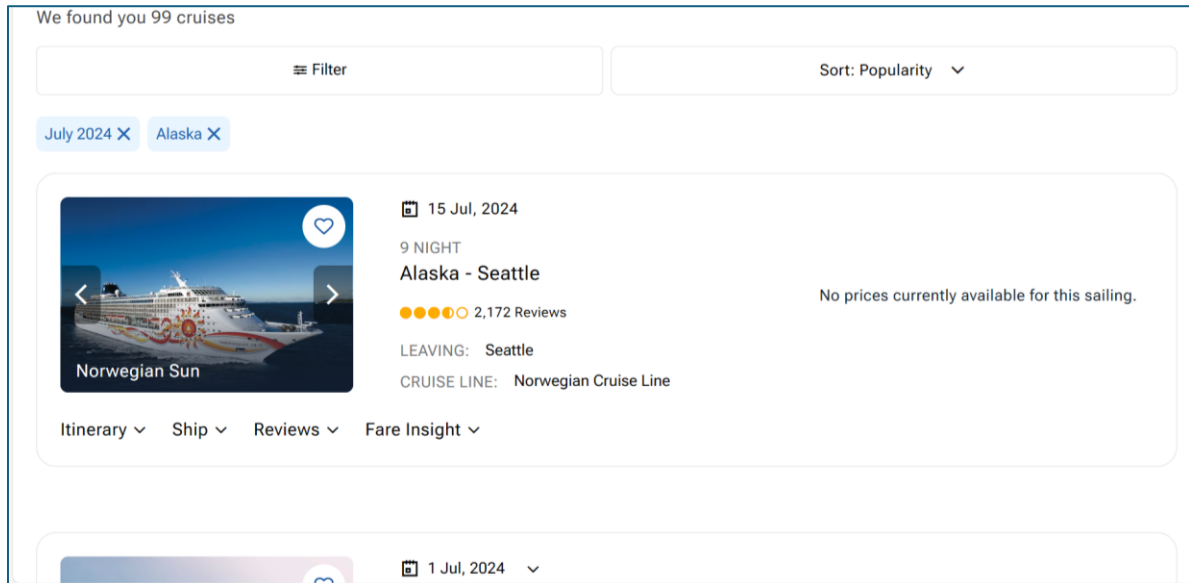 We found you 99 cruises
Filter
Sort: Popularity
July 2024
Alaska
15 Jul, 2024
9 NIGHT
Alaska - Seattle
2,172 Reviews
No prices currently available for this sailing.
LEAVING: Seattle
CRUISE LINE: Norwegian Cruise Line
Norwegian Sun
Itinerary Ship Reviews Fare Insight
1 Jul, 2024